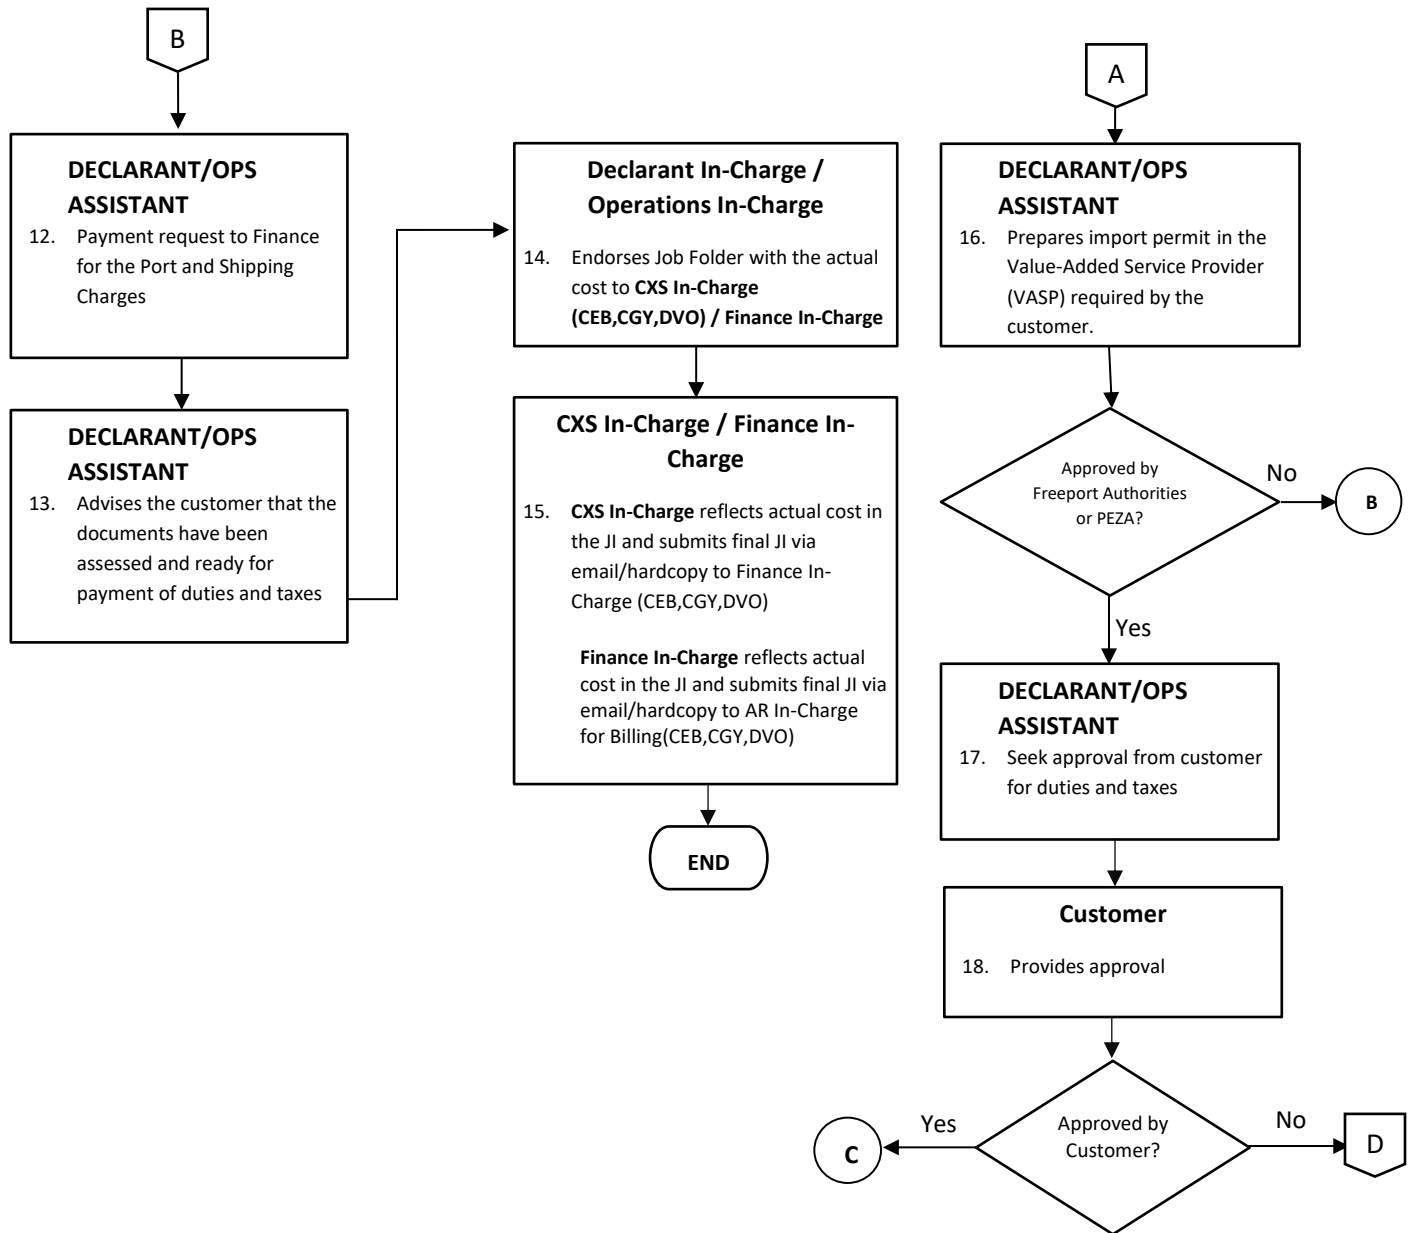 B
DECLARANT/OPS
ASSISTANT
12. Payment request to Finance
for the Port and Shipping
Charges
DECLARANT/OPS
ASSISTANT
13. Advises the customer that the
documents have been
assessed and ready for
payment of duties and taxes
Declarant In-Charge /
Operations In-Charge
14. Endorses Job Folder with the actual
cost to CXS In-Charge
(CEB,CGY,DVO) / Finance In-Charge
CXS In-Charge / Finance In-
Charge
15. CXS In-Charge reflects actual cost in
the JI and submits final JI via
email/hardcopy to Finance In-
Charge (CEB,CGY,DVO)
Finance In-Charge reflects actual
cost in the JI and submits final JI via
email/hardcopy to AR In-Charge
for Billing(CEB,CGY,DVO)
END
A
DECLARANT/OPS
ASSISTANT
16. Prepares import permit in the
Value-Added Service Provider
(VASP) required by the
customer.
Approved by
Freeport Authorities
or PEZA?
No
B
Yes
DECLARANT/OPS
ASSISTANT
17. Seek approval from customer
for duties and taxes
Customer
18. Provides approval
Approved by
Customer?
Yes
C
No
D